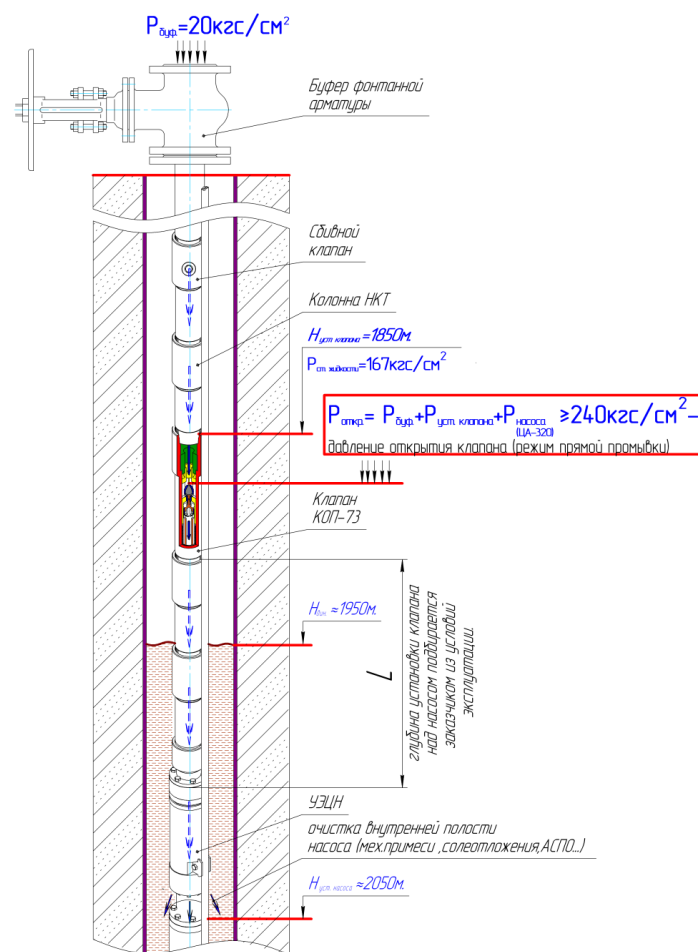 Pбуф.=20кгс/см²
Буфер фонтанной
арматуры
Сбивной
клапан
Колонна НКТ
Hуст. клапана=1850м.
Pст. жидкости=167кгс/см²
Pоткр.= Pбуф.+Pуст. клапана+Pнасоса ≥240кгс/см²–
(ЦА-320)
давление открытия клапана (режим прямой промывки)
Клапан
КОП-73
Hдин. ≈1950м.
L
глубина установки клапана
над насосом подбирается
заказчиком из условий
эксплуатации.
УЭЦН
очистка внутренней полости
насоса (мех.примеси ,солеотложения,АСПО...)
Hуст. насоса ≈2050м.